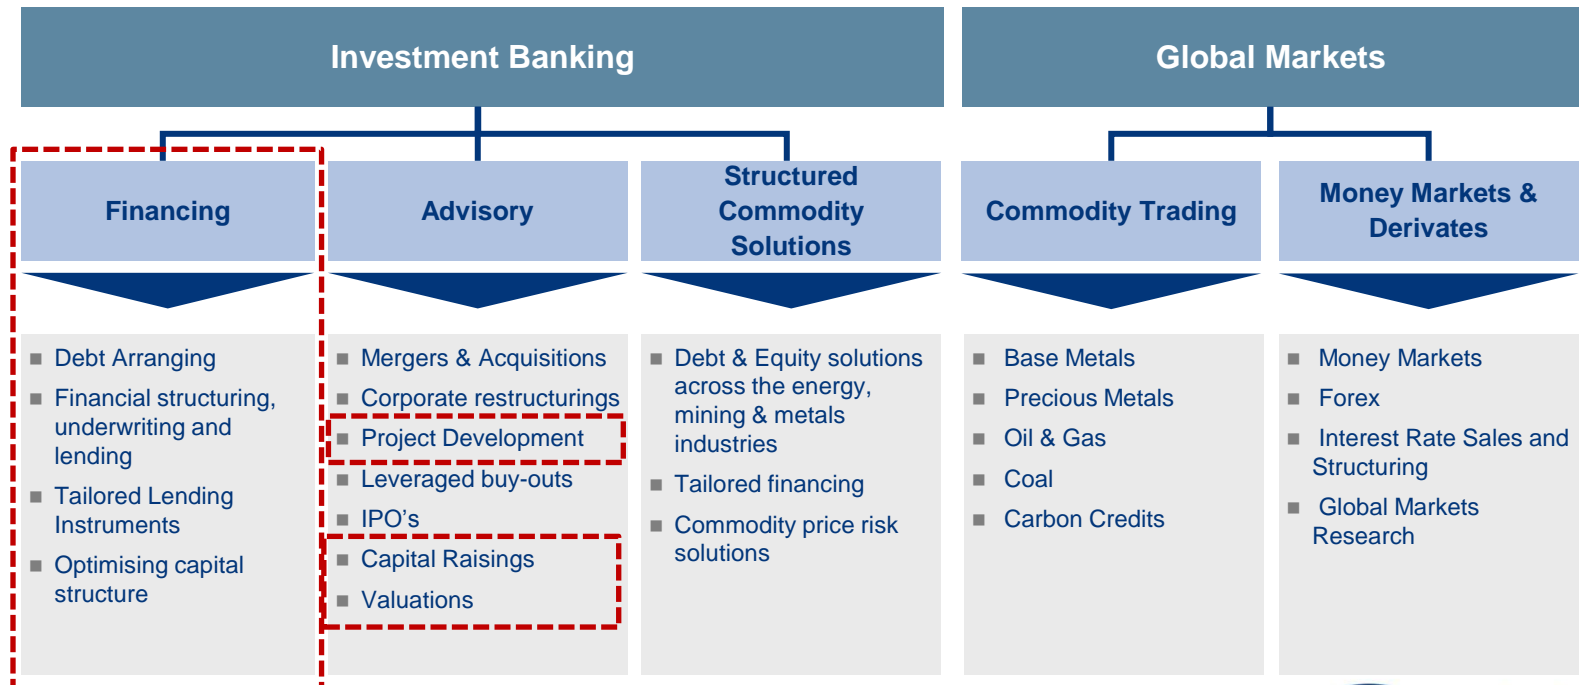 Investment Banking
Global Markets
Financing
Advisory
Structured
Commodity
Solutions
Commodity Trading
Money Markets &
Derivates
Debt Arranging
Financial structuring,
underwriting and
lending
Tailored Lending
Instruments
Optimising capital
structure
Mergers & Acquisitions
Corporate restructurings
Project Development
Leveraged buy-outs
IPO's
Capital Raisings
Valuations
Debt & Equity solutions
across the energy,
mining & metals
industries
Tailored financing
Commodity price risk
solutions
Base Metals
Precious Metals
Oil & Gas
Coal
Carbon Credits
Money Markets
Forex
Interest Rate Sales and
Structuring
Global Markets
Research